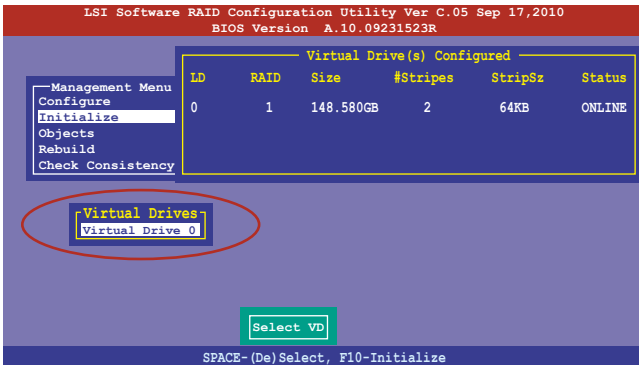 LSI Software RAID Configuration Utility Ver C.05 Sep 17,2010
BIOS Version A.10.09231523R
Virtual Drive(s) Configured
LD RAID Size #Stripes StripSz Status
0 1 148.580GB 2 64KB ONLINE
Management Menu
Configure
Initialize
Objects
Rebuild
Check Consistency
Virtual Drives
Virtual Drive 0
Select VD
SPACE-(De)Select, F10-Initialize